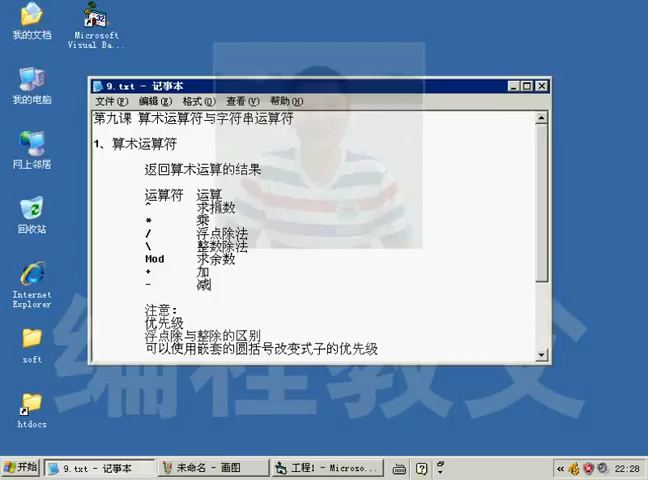 我的文档
Microsoft
Visual Ba...
我的电脑
网上邻居
回收站
Internet
Explorer
soft
htdocs
9.txt - 记事本
文件(F) 编辑(E) 格式(O) 查看(V) 帮助(H)
第九课 算术运算符与字符串运算符
1、算术运算符
返回算术运算的结果
运算符 运算
^ 求指数
* 乘
/ 浮点除法
\ 整数除法
Mod 求余数
+ 加
- 减
注意:
优先级
浮点除与整除的区别
可以使用嵌套的圆括号改变式子的优先级
编程教父
开始 9.txt - 记事本 未命名 - 画图 工程1 - Microso... « 22:28